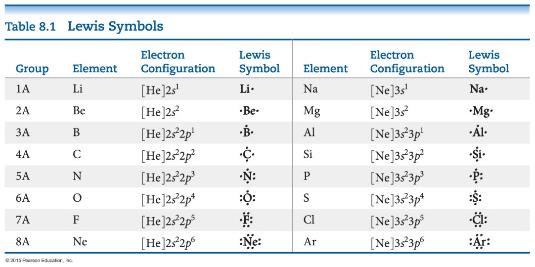 Table 8.1 Lewis Symbols
Group Element Electron Configuration Lewis Symbol Element Electron Configuration Lewis Symbol
1A Li [He]2s¹ Li· Na [Ne]3s¹ Na·
2A Be [He]2s² ·Be· Mg [Ne]3s² ·Mg·
3A B [He]2s²2p¹ ·Ḃ· Al [Ne]3s²3p¹ ·Ȧl·
4A C [He]2s²2p² ·Ċ̣· Si [Ne]3s²3p² ·Ṩi·
5A N [He]2s²2p³ ·Ṇ̇: P [Ne]3s²3p³ ·Ṗ̣:
6A O [He]2s²2p⁴ :Ọ̇: S [Ne]3s²3p⁴ :Ṩ:
7A F [He]2s²2p⁵ ·F̤̈: Cl [Ne]3s²3p⁵ ·C̤̈l:
8A Ne [He]2s²2p⁶ :N̤̈e: Ar [Ne]3s²3p⁶ :Ä̤r:
© 2015 Pearson Education, Inc.